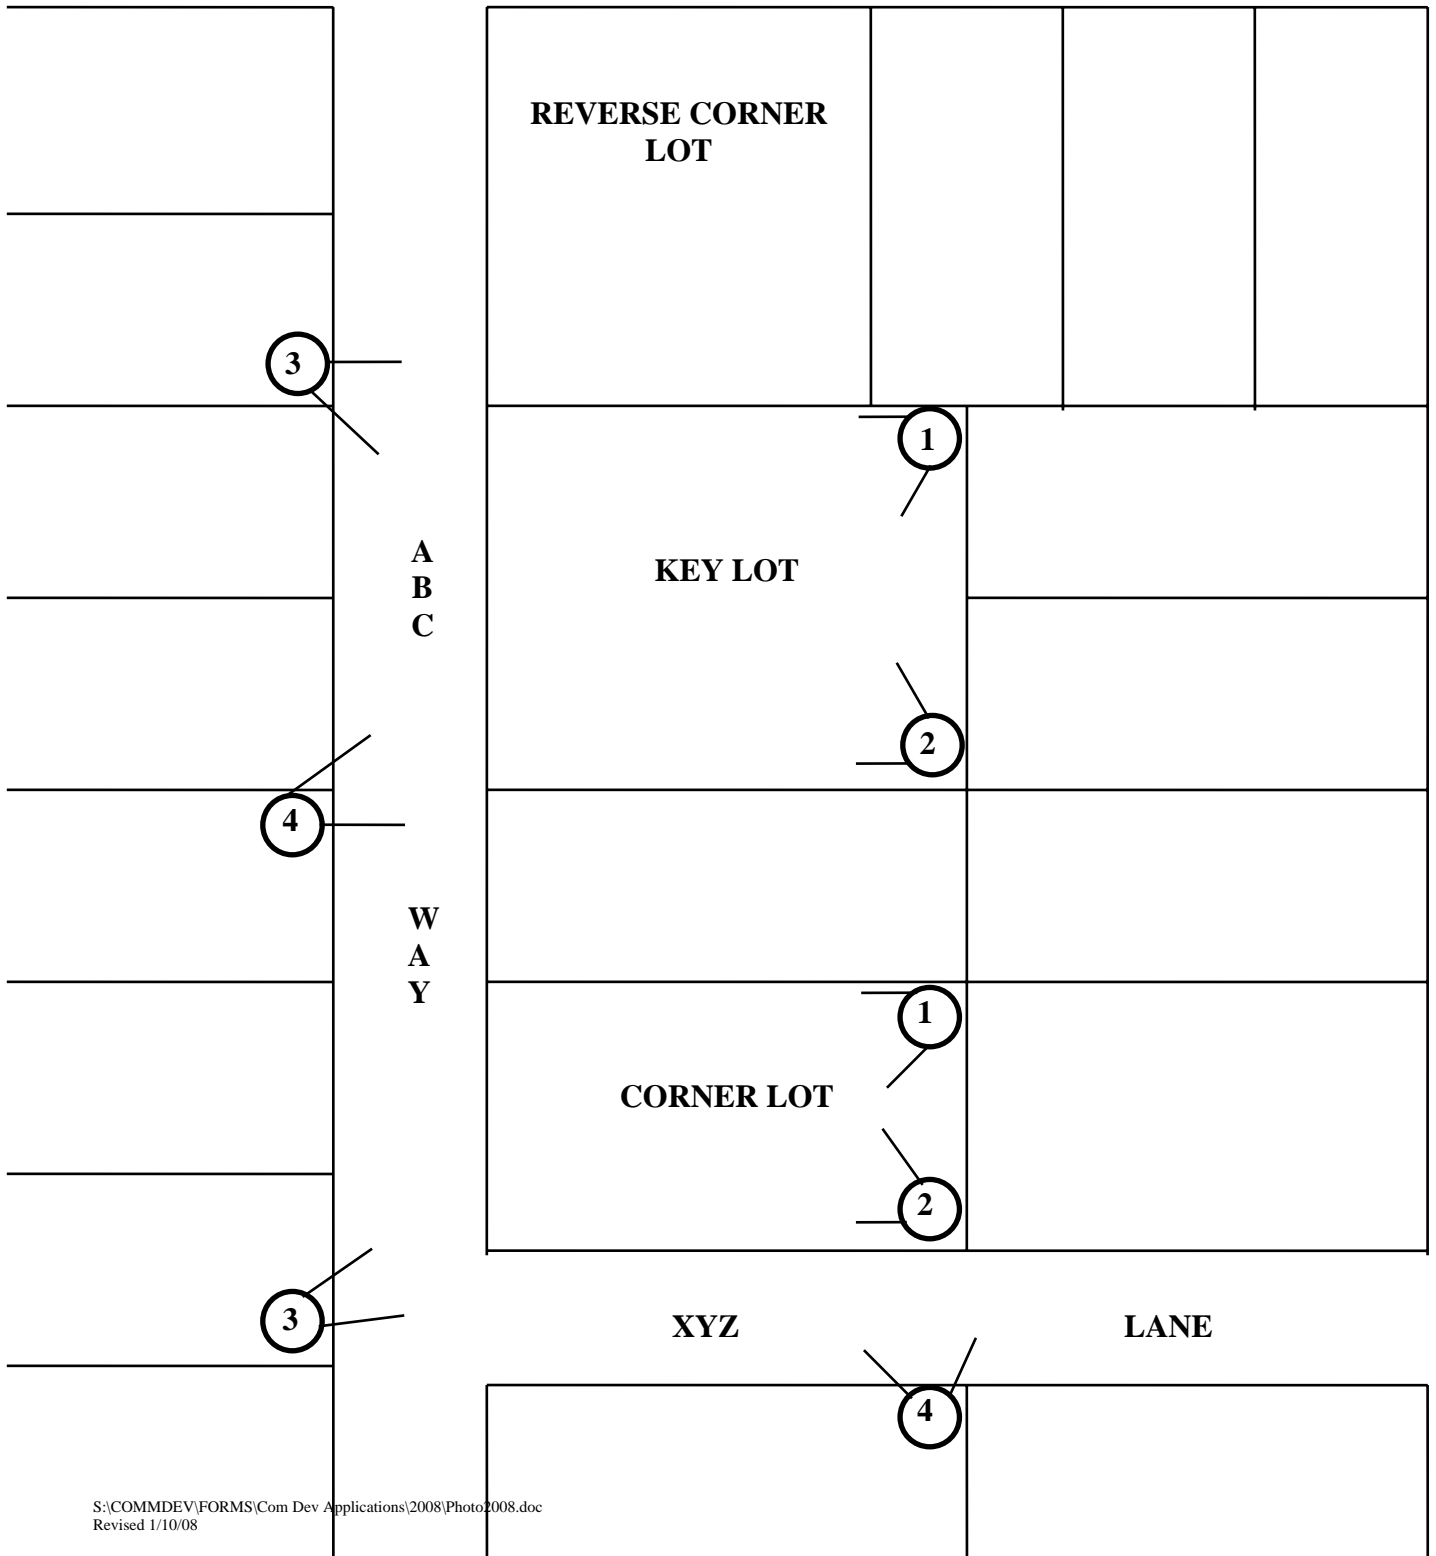 REVERSE CORNER
LOT
3
1
A
B
C
KEY LOT
2
4
W
A
Y
1
CORNER LOT
2
3
XYZ
LANE
4
S:\COMMDEV\FORMS\Com Dev Applications\2008\Photo2008.doc
Revised 1/10/08